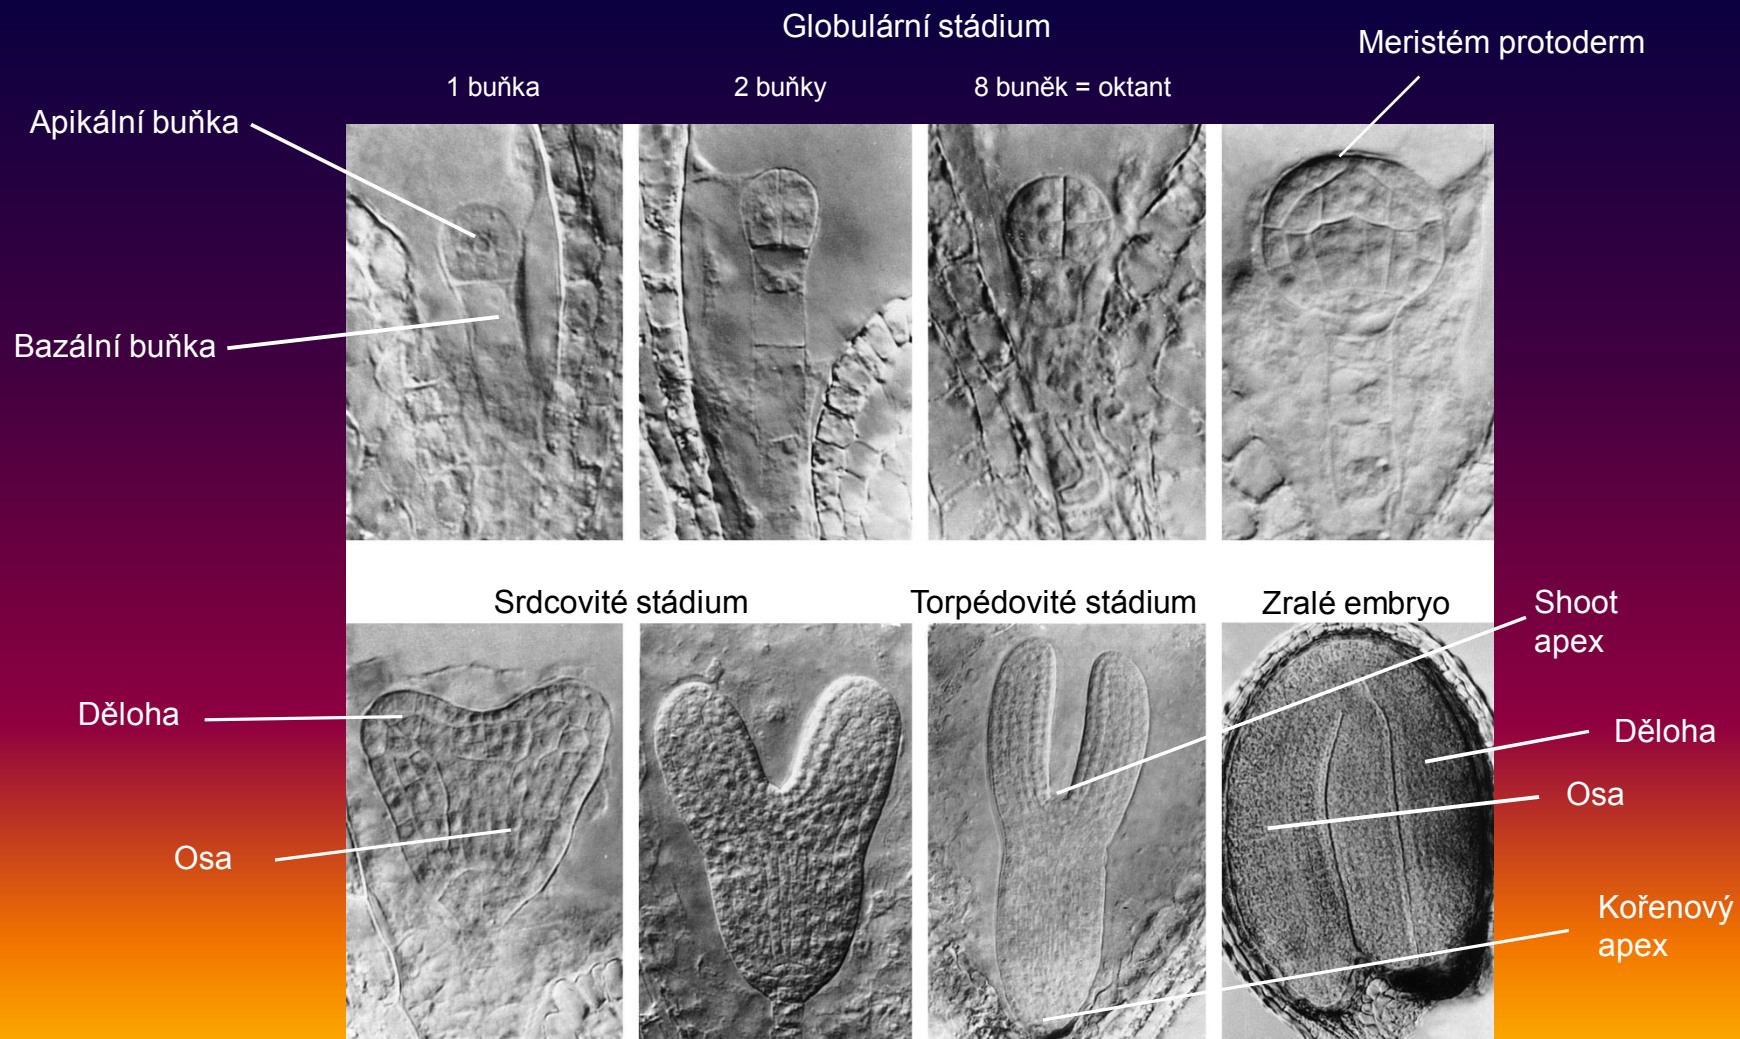 Globulární stádium
Meristém protoderm
1 buňka
2 buňky
8 buněk = oktant
Apikální buňka
Bazální buňka
Srdcovité stádium
Torpédovité stádium
Zralé embryo
Shoot
apex
Děloha
Děloha
Osa
Osa
Kořenový
apex